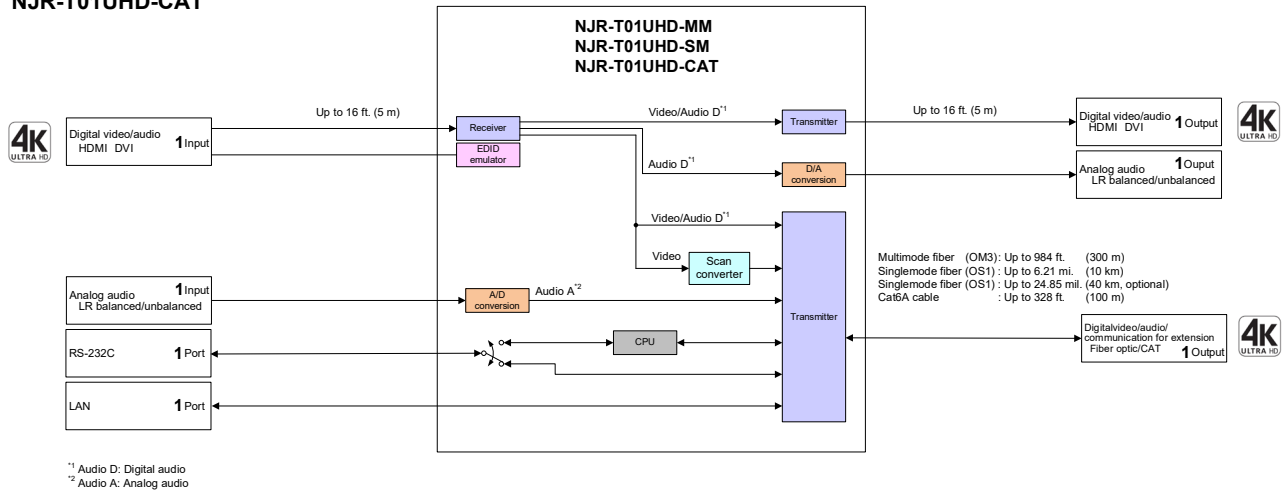 NJR-T01UHD-CAT
NJR-T01UHD-MM
NJR-T01UHD-SM
NJR-T01UHD-CAT
4K
ULTRA HD
Digital video/audio
HDMI DVI
1 Input
Up to 16 ft. (5 m)
Receiver
EDID
emulator
Video/Audio D*1
Transmitter
Up to 16 ft. (5 m)
Digital video/audio
HDMI DVI
1 Output
4K
ULTRA HD
Audio D*1
D/A
conversion
Analog audio
1 Ouput
LR balanced/unbalanced
Video/Audio D*1
Video
Scan
converter
Transmitter
Multimode fiber (OM3): Up to 984 ft. (300 m)
Singlemode fiber (OS1) : Up to 6.21 mi. (10 km)
Singlemode fiber (OS1) : Up to 24.85 mil. (40 km, optional)
Cat6A cable : Up to 328 ft. (100 m)
Analog audio
1 Input
LR balanced/unbalanced
A/D
conversion
Audio A*2
RS-232C 1 Port
CPU
Digitalvideo/audio/
communication for extension
Fiber optic/CAT
1 Output
4K
ULTRA HD
LAN 1 Port
*1 Audio D: Digital audio
*2 Audio A: Analog audio